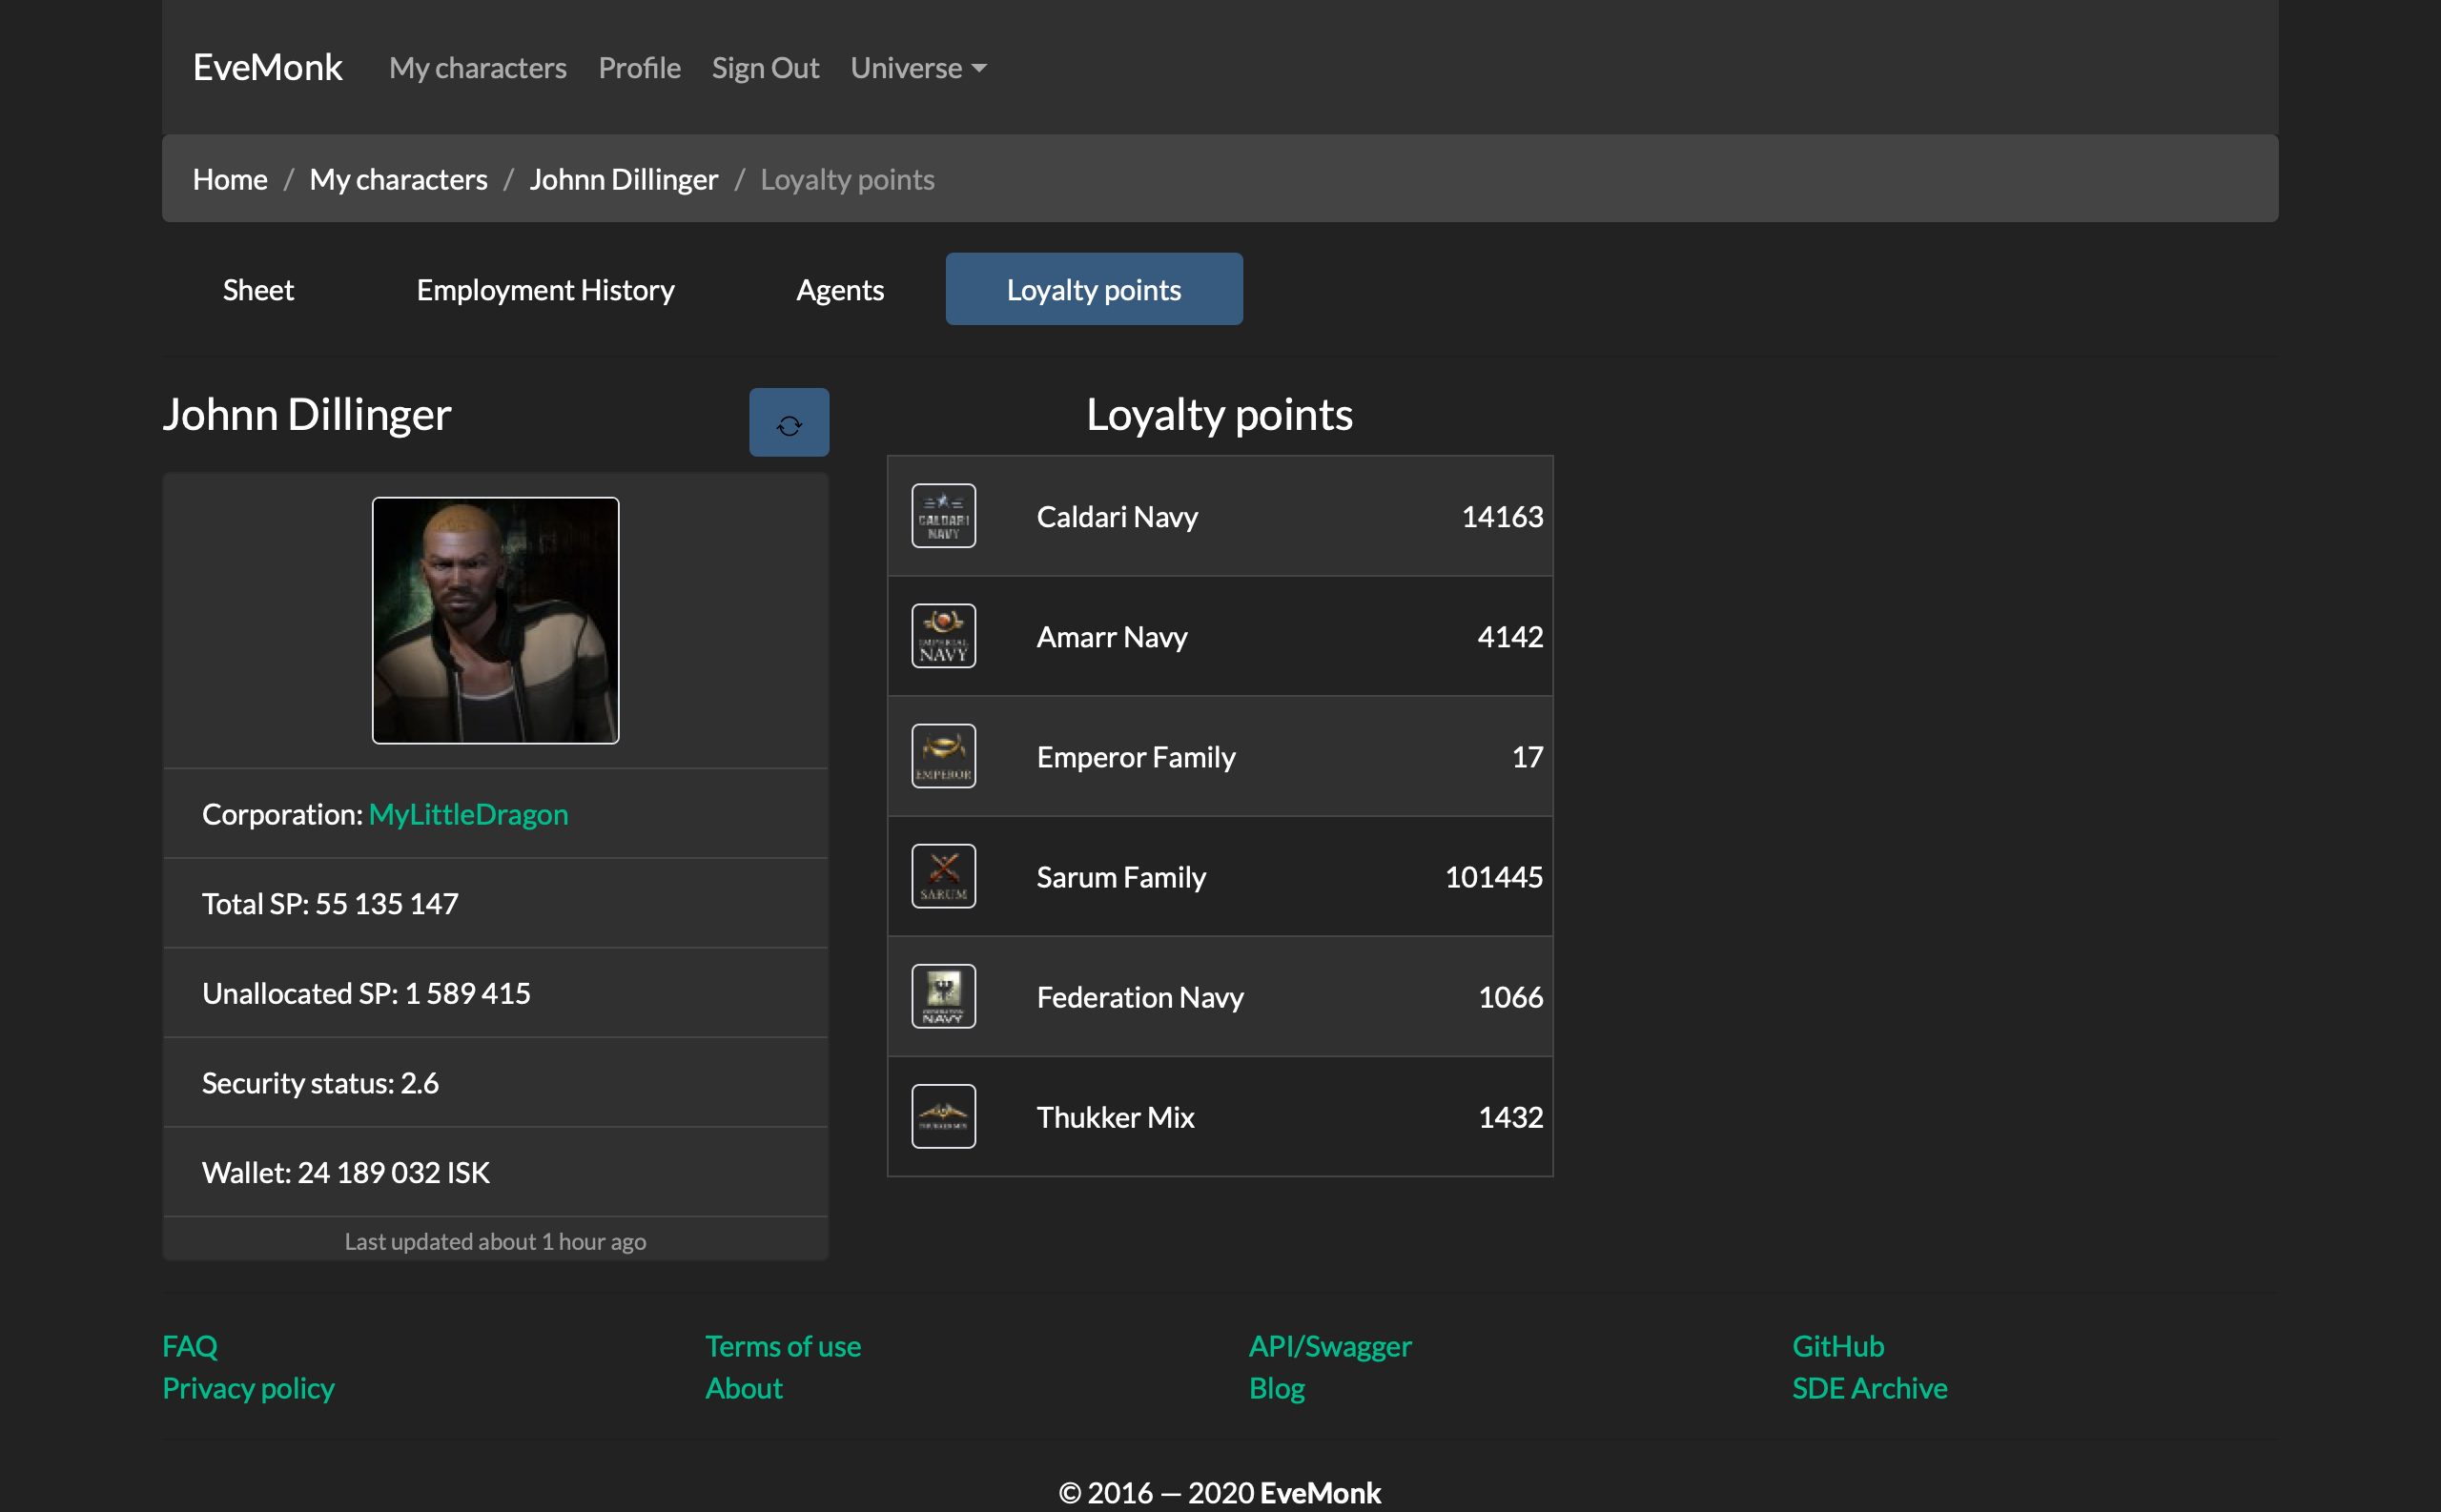 EveMonk My characters Profile Sign Out Universe
Home / My characters / Johnn Dillinger / Loyalty points
Sheet Employment History Agents Loyalty points
Johnn Dillinger
Corporation: MyLittleDragon
Total SP: 55 135 147
Unallocated SP: 1 589 415
Security status: 2.6
Wallet: 24 189 032 ISK
Last updated about 1 hour ago
Loyalty points
CALDARI
NAVY
Caldari Navy 14163
IMPERIAL
NAVY
Amarr Navy 4142
EMPEROR
Emperor Family 17
SARUM
Sarum Family 101445
FEDERATION
NAVY
Federation Navy 1066
THUKKER MIX
Thukker Mix 1432
FAQ Terms of use API/Swagger GitHub
Privacy policy About Blog SDE Archive
© 2016 — 2020 EveMonk